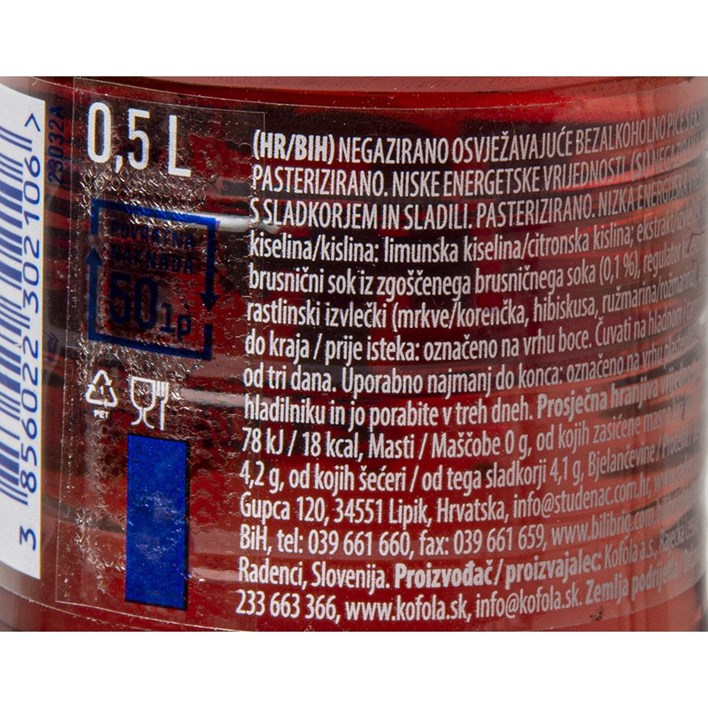 0,5 L
29D32A
3 856022 302106 >
POVRATNA
NAKNADA
50 lp
PET
(HR/BIH) NEGAZIRANO OSVJEŽAVAJUĆE BEZALKOHOLNO PIĆE S
PASTERIZIRANO. NISKE ENERGETSKE VRIJEDNOSTI. (SI)
S SLADKORJEM IN SLADILI. PASTERIZIRANO. NIZKA ENERGIJSKA
kiselina/kislina: limunska kiselina/citronska kislina; ekstrakt/
brusnični sok iz zgoščenega brusničnega soka (0,1%), regulator
rastlinski izvlečki (mrkve/korenčka, hibiskusa, ružmarina/rožmarina
do kraja / prije isteka: označeno na vrhu boce. Čuvati na hladnom
od tri dana. Uporabno najmanj do konca: označeno na vrhu
hladilniku in jo porabite v treh dneh. Prosječna hranjiva
78 kJ / 18 kcal, Masti / Maščobe 0 g, od kojih zasićene
4,2 g, od kojih šećeri / od tega sladkorji 4,1 g, Bjelančevine /
Gupca 120, 34551 Lipik, Hrvatska, info@studenac.hr,
BiH, tel: 039 661 660, fax: 039 661 659, www.bilibrig.com
Radenci, Slovenija. Proizvođač / proizvajalec: Kofola a.s.,
233 663 366, www.kofola.sk, info@kofola.sk. Zemlja